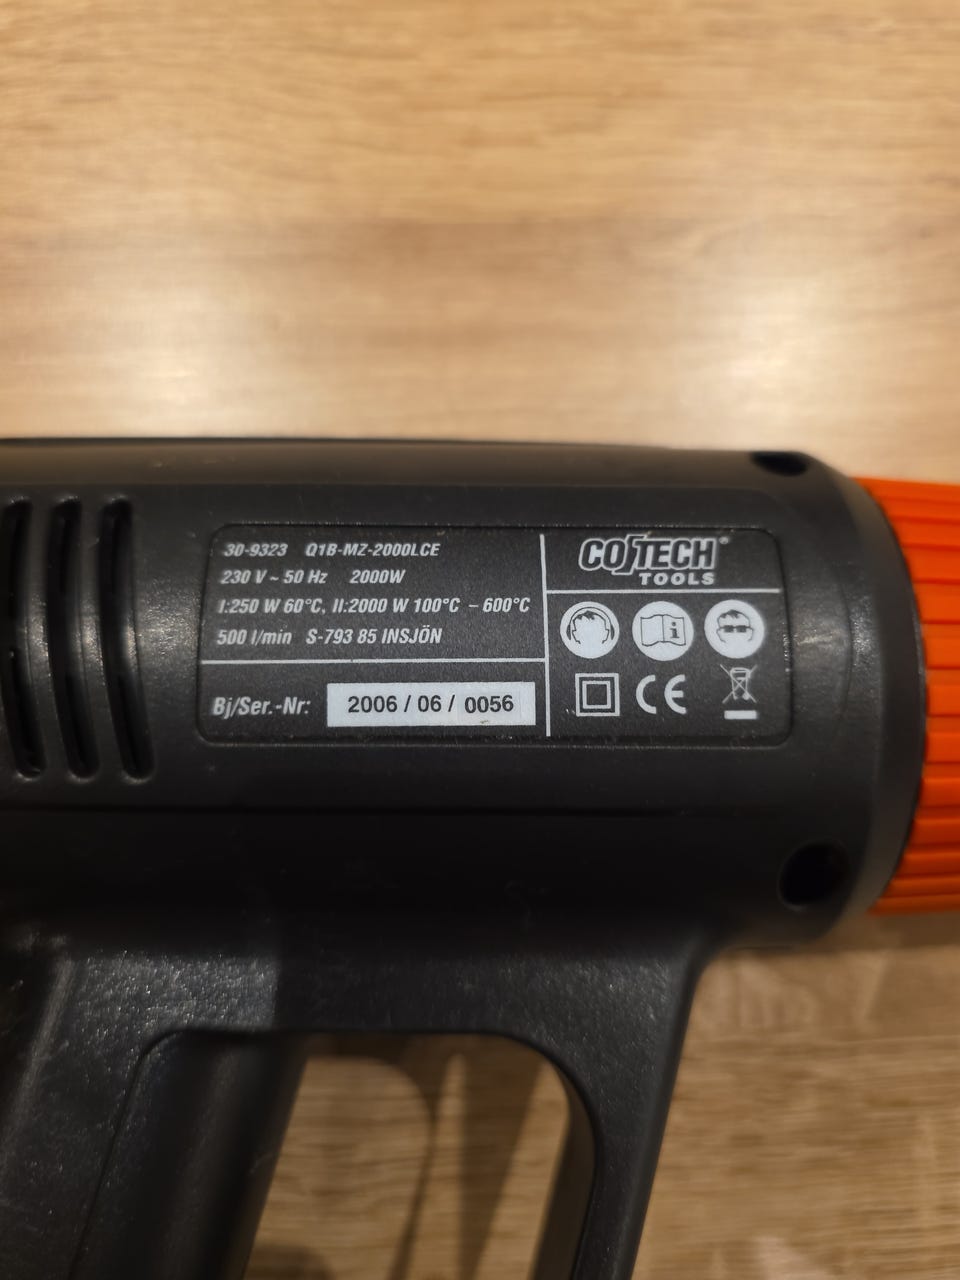 30-9323 Q1B-MZ-2000LCE
230 V ~ 50 Hz 2000W
I:250 W 60°C, II:2000 W 100°C – 600°C
500 l/min S-793 85 INSJÖN
Bj/Ser.-Nr: 2006 / 06 / 0056
COTECH®
TOOLS
i
CE